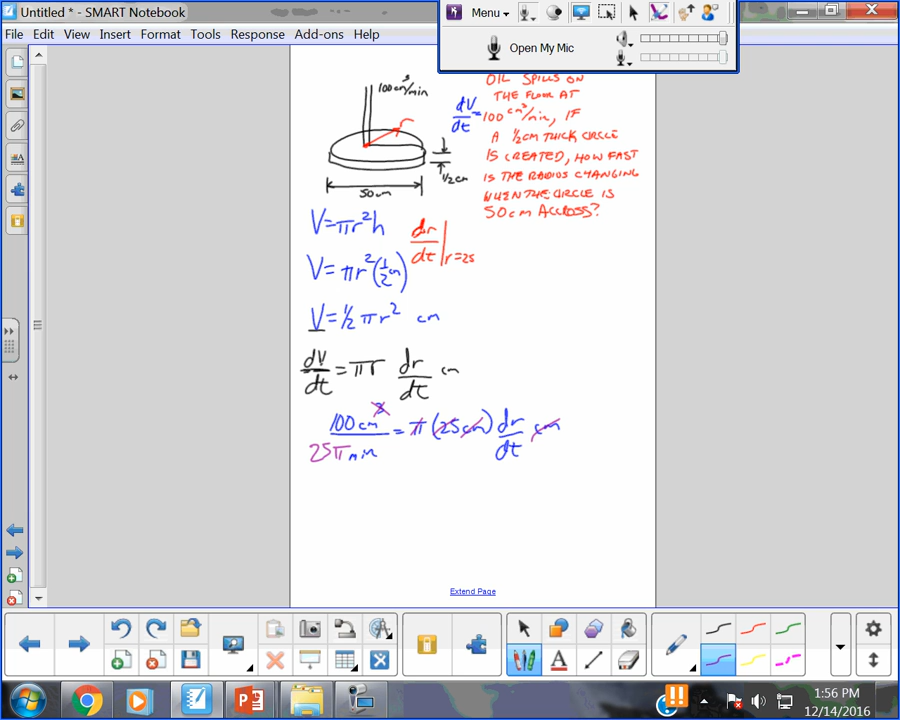 Untitled * - SMART Notebook
Menu
Open My Mic
File Edit View Insert Format Tools Response Add-ons Help
100 cm³/min
r
1/2 cm
50cm
OIL SPILLS ON
THE FLOOR AT
dV/dt = 100 cm³/min, IF
A 1/2 CM THICK CIRCLE
IS CREATED, HOW FAST
IS THE RADIUS CHANGING
WHEN THE CIRCLE IS
50 cm ACCROSS?
V=πr²h
dr/dt | r=25
V= πr²(1/2 cm)
V= 1/2 πr² cm
dV/dt = πr dr/dt cm
100cm³/25π min = π (25cm) dr/dt cm
Extend Page
1:56 PM
12/14/2016